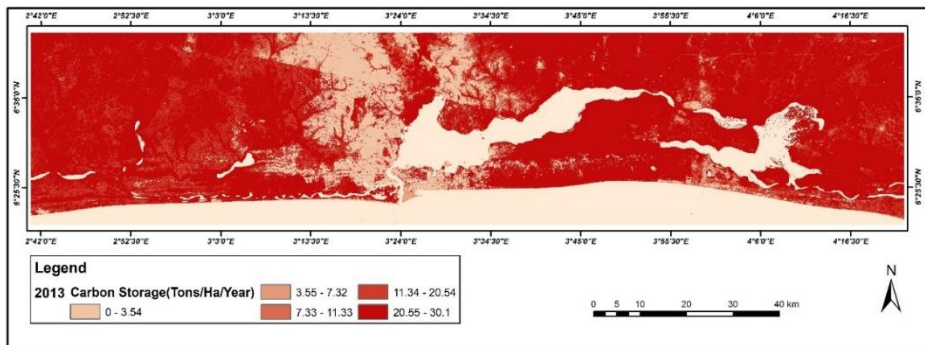 2°42'0"E 2°52'30"E 3°3'0"E 3°13'30"E 3°24'0"E 3°34'30"E 3°45'0"E 3°55'30"E 4°6'0"E 4°16'30"E
6°36'0"N 6°36'0"N
6°25'30"N 6°25'30"N
2°42'0"E 2°52'30"E 3°3'0"E 3°13'30"E 3°24'0"E 3°34'30"E 3°45'0"E 3°55'30"E 4°6'0"E 4°16'30"E
Legend
2013 Carbon Storage(Tons/Ha/Year)
0 - 3.54
3.55 - 7.32
7.33 - 11.33
11.34 - 20.54
20.55 - 30.1
0 5 10 20 30 40 km
N